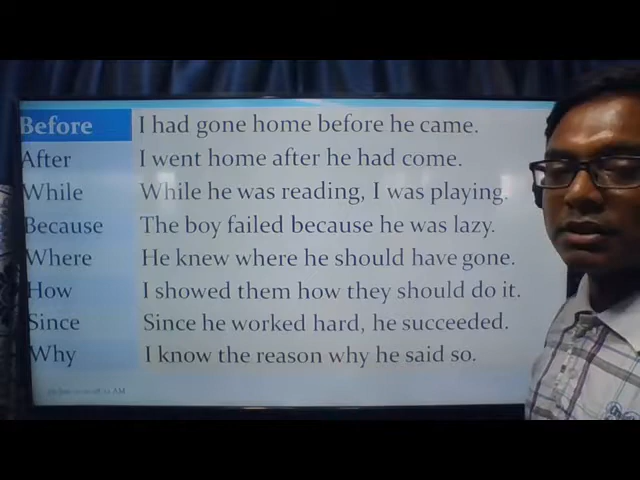 Before I had gone home before he came.
After I went home after he had come.
While While he was reading, I was playing.
Because The boy failed because he was lazy.
Where He knew where he should have gone.
How I showed them how they should do it.
Since Since he worked hard, he succeeded.
Why I know the reason why he said so.
AM